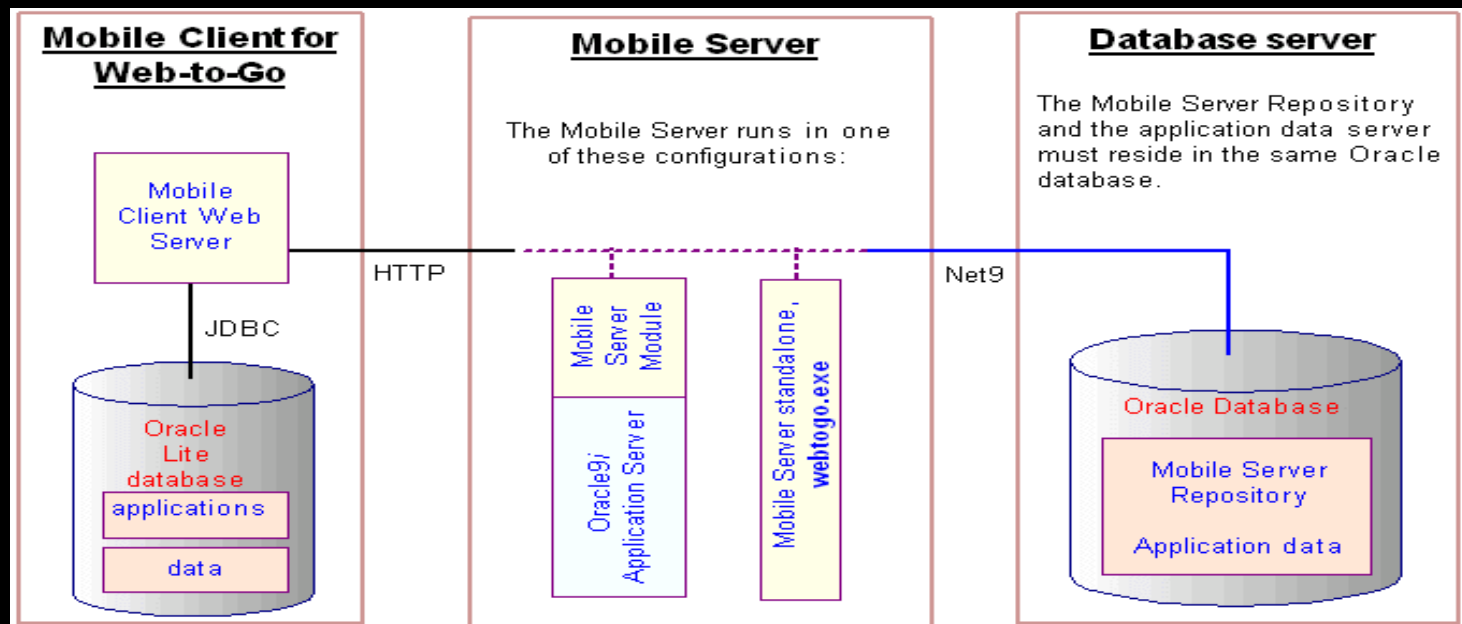 Mobile Client for
Web-to-Go
Mobile
Client Web
Server
HTTP
JDBC
Oracle
Lite
database
applications
data
Mobile Server
The Mobile Server runs in one
of these configurations:
Mobile
Server
Module
Oracle9i
Application Server
Mobile Server standalone,
webtogo.exe
Net9
Database server
The Mobile Server Repository
and the application data server
must reside in the same Oracle
database.
Oracle Database
Mobile Server
Repository
Application data